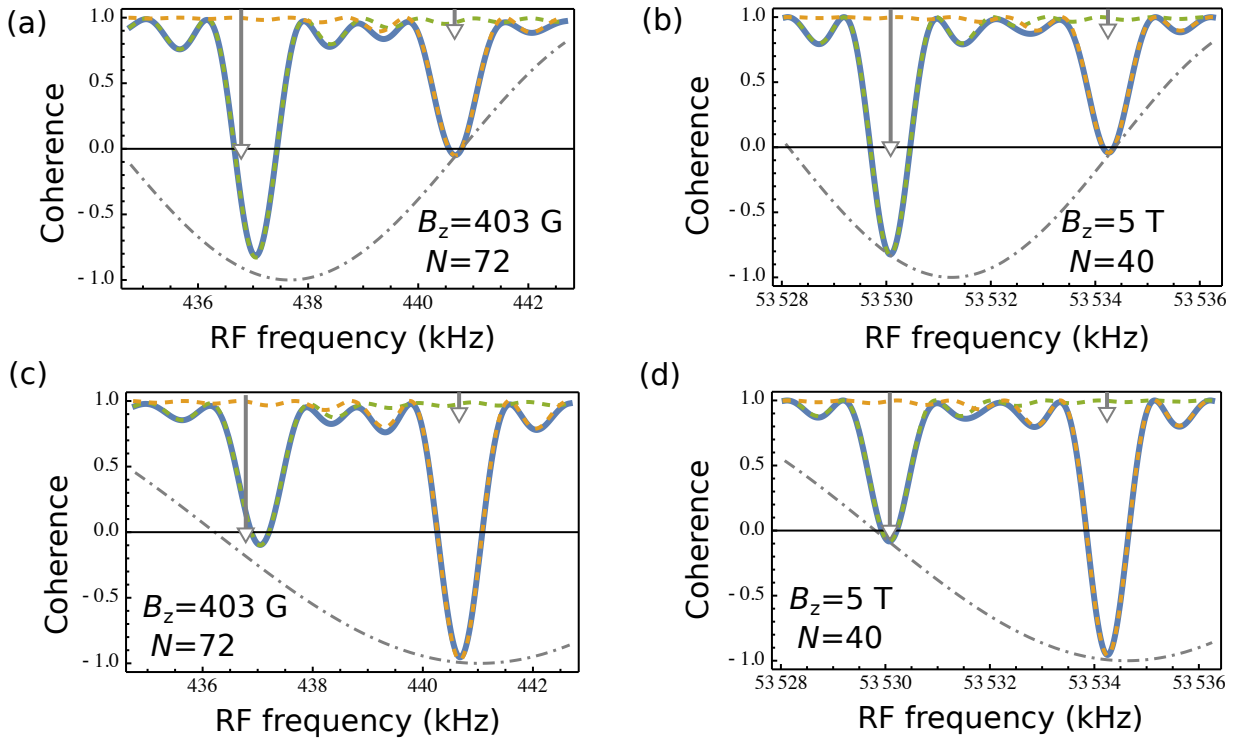 (a)
Coherence
1.0
0.5
0.0
- 0.5
- 1.0
B_z=403 G
N=72
436
438
440
442
RF frequency (kHz)
(b)
Coherence
1.0
0.5
0.0
- 0.5
- 1.0
B_z=5 T
N=40
53 528
53 530
53 532
53 534
53 536
RF frequency (kHz)
(c)
Coherence
1.0
0.5
0.0
- 0.5
- 1.0
B_z=403 G
N=72
436
438
440
442
RF frequency (kHz)
(d)
Coherence
1.0
0.5
0.0
- 0.5
- 1.0
B_z=5 T
N=40
53 528
53 530
53 532
53 534
53 536
RF frequency (kHz)